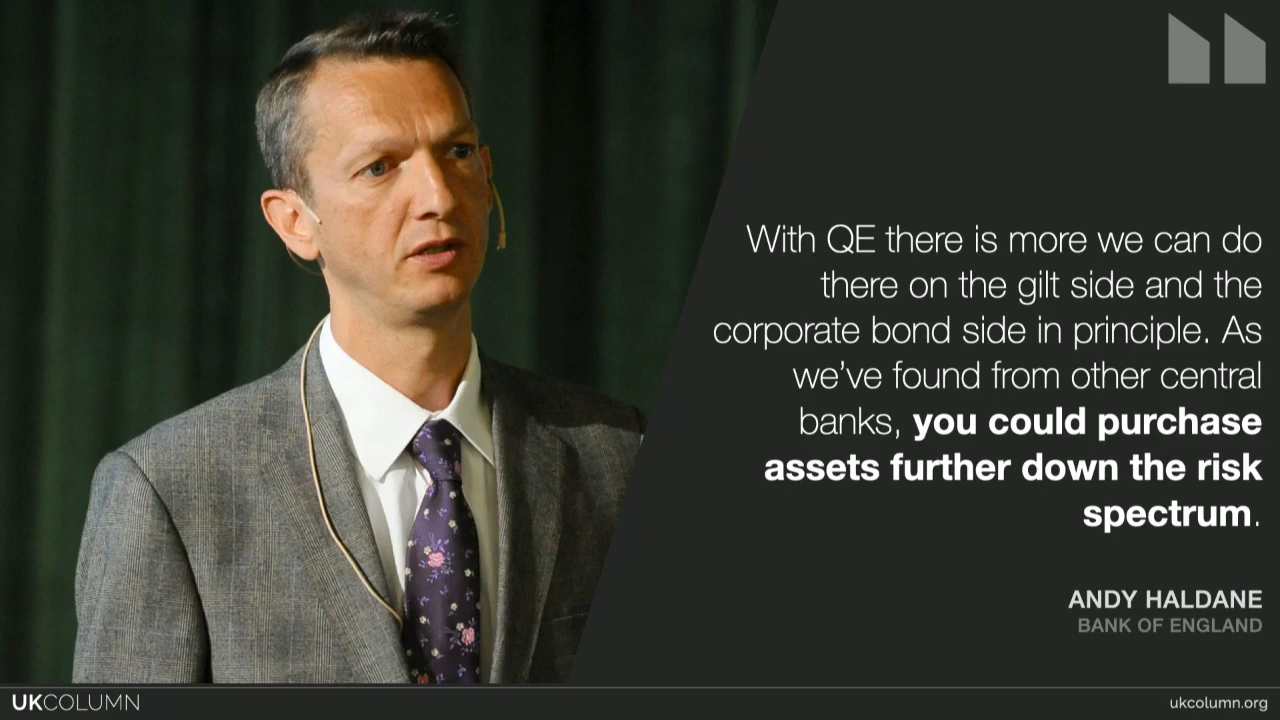 With QE there is more we can do
there on the gilt side and the
corporate bond side in principle. As
we’ve found from other central
banks, you could purchase
assets further down the risk
spectrum.
ANDY HALDANE
BANK OF ENGLAND
UKCOLUMN
ukcolumn.org